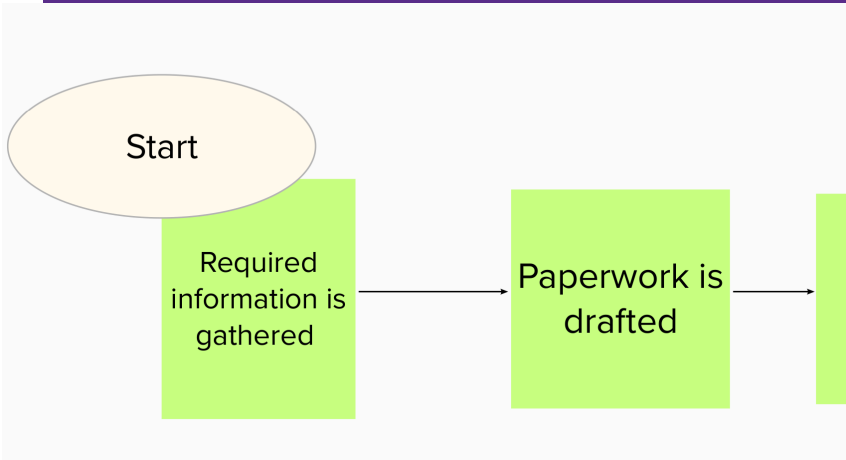 Start
Required
information is
gathered
Paperwork is
drafted